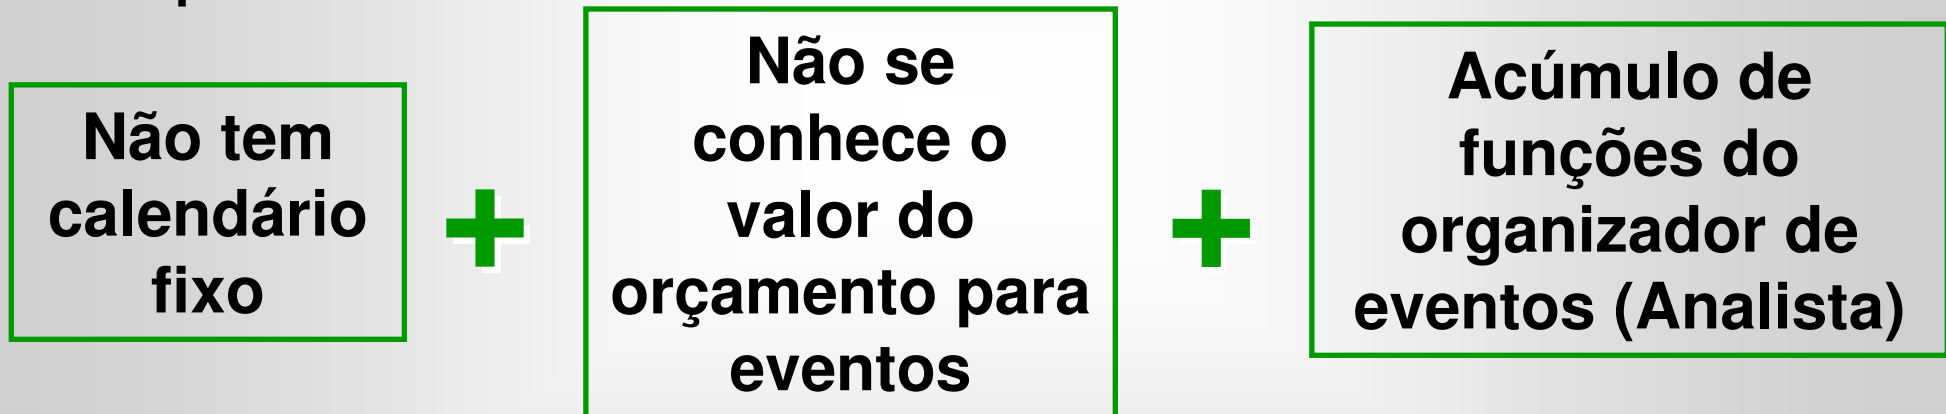 Não tem
calendário
fixo
+
Não se
conhece o
valor do
orçamento para
eventos
+
Acúmulo de
funções do
organizador de
eventos (Analista)